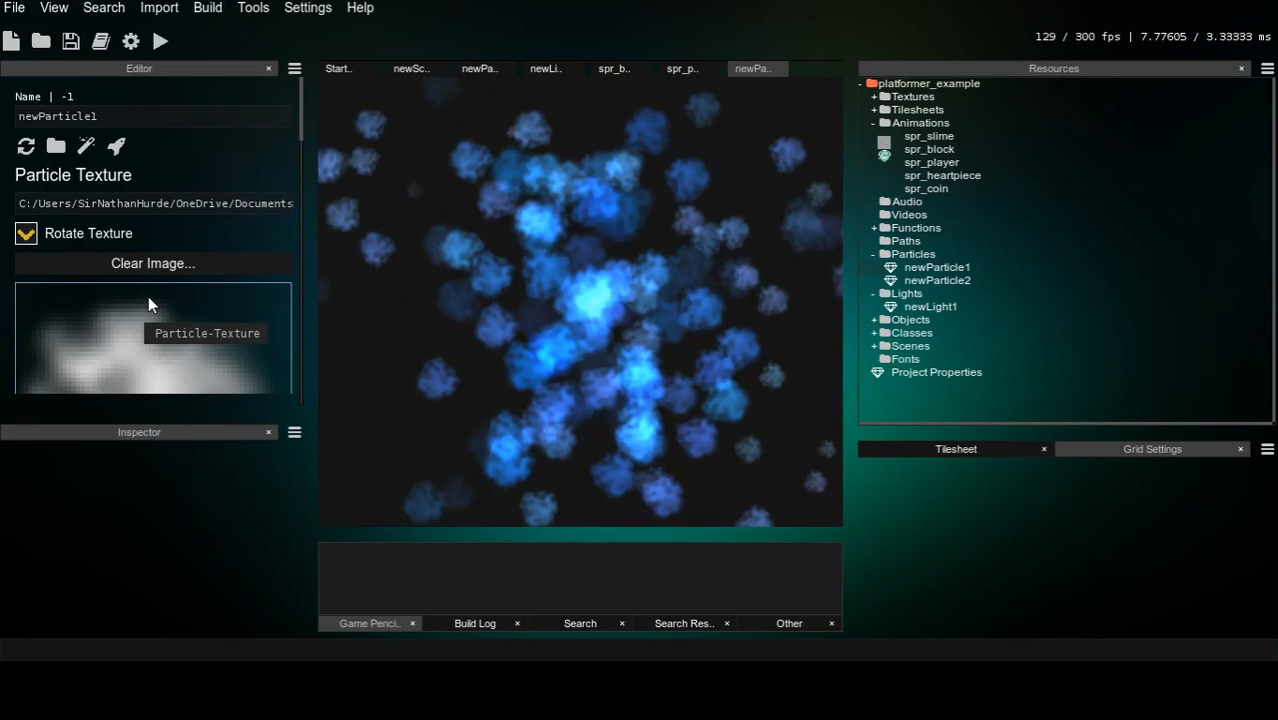 File View Search Import Build Tools Settings Help
129 / 300 fps | 7.77605 / 3.33333 ms
Editor ×
Name | -1
newParticle1
Particle Texture
C:/Users/SirNathanHurde/OneDrive/Documents
Rotate Texture
Clear Image...
Particle-Texture
Inspector ×
Start.. newSc.. newPa.. newLi.. spr_b.. spr_p.. newPa..
Game Penci.. × Build Log × Search × Search Res.. × Other ×
Resources ×
- platformer_example
+ Textures
+ Tilesheets
- Animations
spr_slime
spr_block
spr_player
spr_heartpiece
spr_coin
Audio
Videos
+ Functions
Paths
- Particles
newParticle1
newParticle2
- Lights
newLight1
+ Objects
+ Classes
+ Scenes
Fonts
Project Properties
Tilesheet × Grid Settings ×